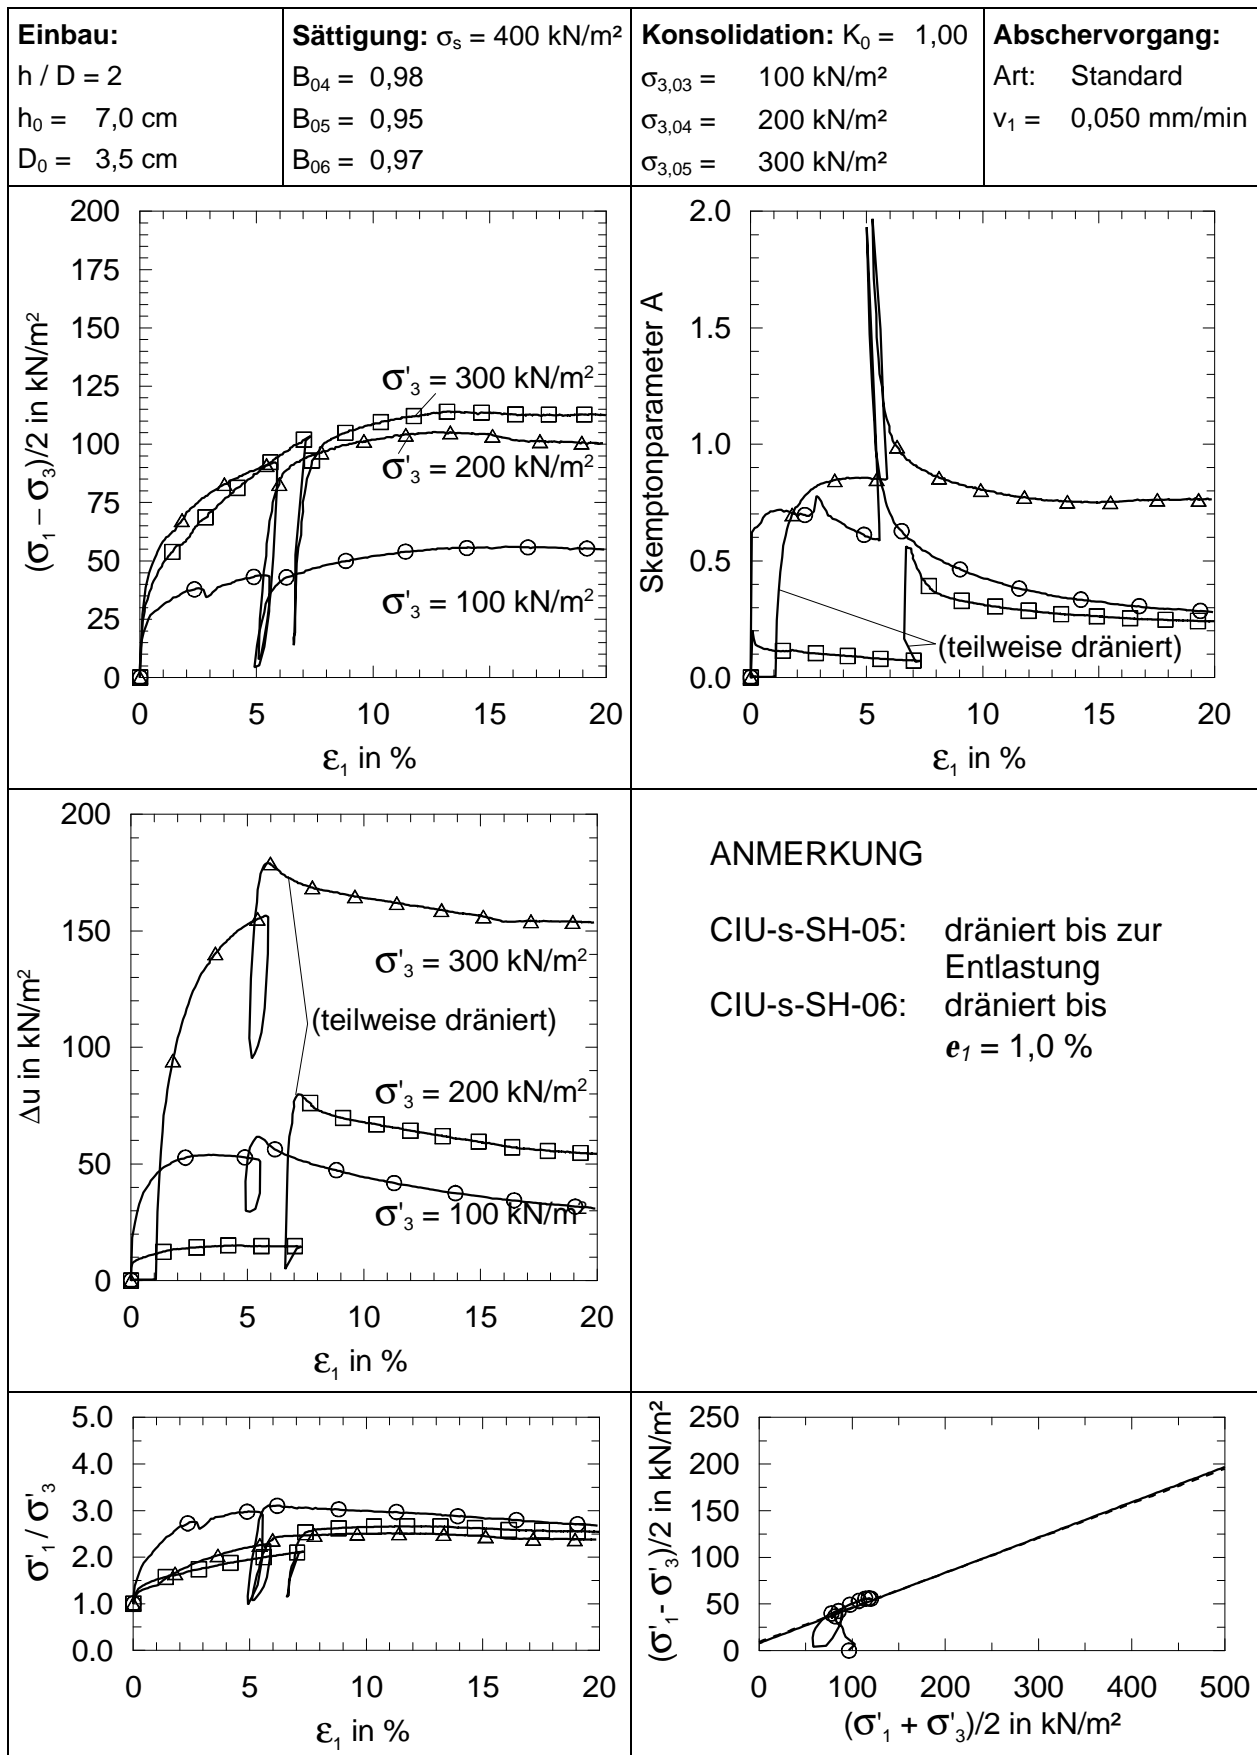 Einbau:
h / D = 2
h₀ = 7,0 cm
D₀ = 3,5 cm
Sättigung: σₛ = 400 kN/m²
B₀₄ = 0,98
B₀₅ = 0,95
B₀₆ = 0,97
Konsolidation: K₀ = 1,00
σ₃,₀₃ = 100 kN/m²
σ₃,₀₄ = 200 kN/m²
σ₃,₀₅ = 300 kN/m²
Abschervorgang:
Art: Standard
v₁ = 0,050 mm/min
(σ₁ – σ₃)/2 in kN/m²
200
175
150
125
100
75
50
25
0
σ'₃ = 300 kN/m²
σ'₃ = 200 kN/m²
σ'₃ = 100 kN/m²
0 5 10 15 20
ε₁ in %
Skemptonparameter A
2.0
1.5
1.0
0.5
0.0
(teilweise dräniert)
0 5 10 15 20
ε₁ in %
Δu in kN/m²
200
150
100
50
0
σ'₃ = 300 kN/m²
(teilweise dräniert)
σ'₃ = 200 kN/m²
σ'₃ = 100 kN/m²
0 5 10 15 20
ε₁ in %
ANMERKUNG
CIU-s-SH-05: dräniert bis zur
Entlastung
CIU-s-SH-06: dräniert bis
e₁ = 1,0 %
σ'₁ / σ'₃
5.0
4.0
3.0
2.0
1.0
0.0
0 5 10 15 20
ε₁ in %
(σ'₁ - σ'₃)/2 in kN/m²
250
200
150
100
50
0
0 100 200 300 400 500
(σ'₁ + σ'₃)/2 in kN/m²